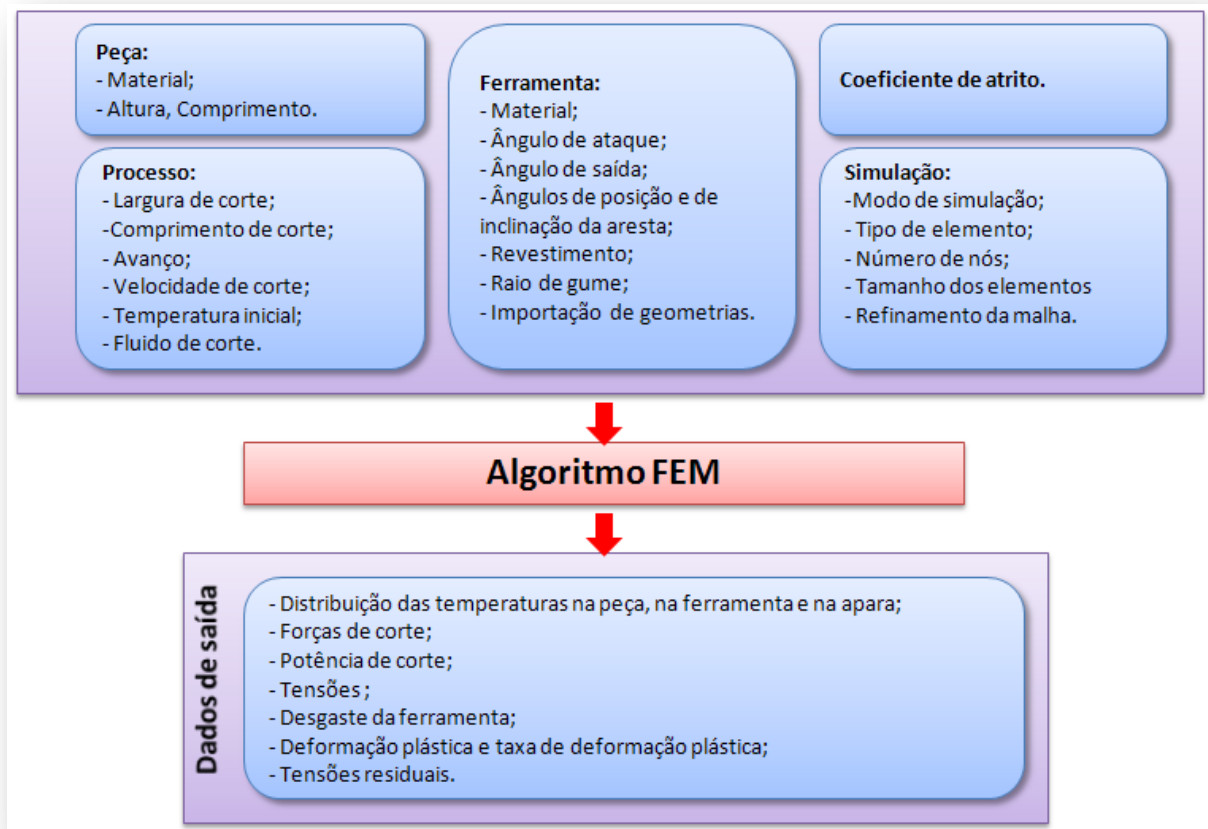 Peça:
- Material;
- Altura, Comprimento.
Processo:
- Largura de corte;
-Comprimento de corte;
- Avanço;
- Velocidade de corte;
- Temperatura inicial;
- Fluido de corte.
Ferramenta:
- Material;
- Ângulo de ataque;
- Ângulo de saída;
- Ângulos de posição e de
inclinação da aresta;
- Revestimento;
- Raio de gume;
- Importação de geometrias.
Coeficiente de atrito.
Simulação:
-Modo de simulação;
- Tipo de elemento;
- Número de nós;
- Tamanho dos elementos
- Refinamento da malha.
Algoritmo FEM
Dados de saída
- Distribuição das temperaturas na peça, na ferramenta e na apara;
- Forças de corte;
- Potência de corte;
- Tensões ;
- Desgaste da ferramenta;
- Deformação plástica e taxa de deformação plástica;
- Tensões residuais.